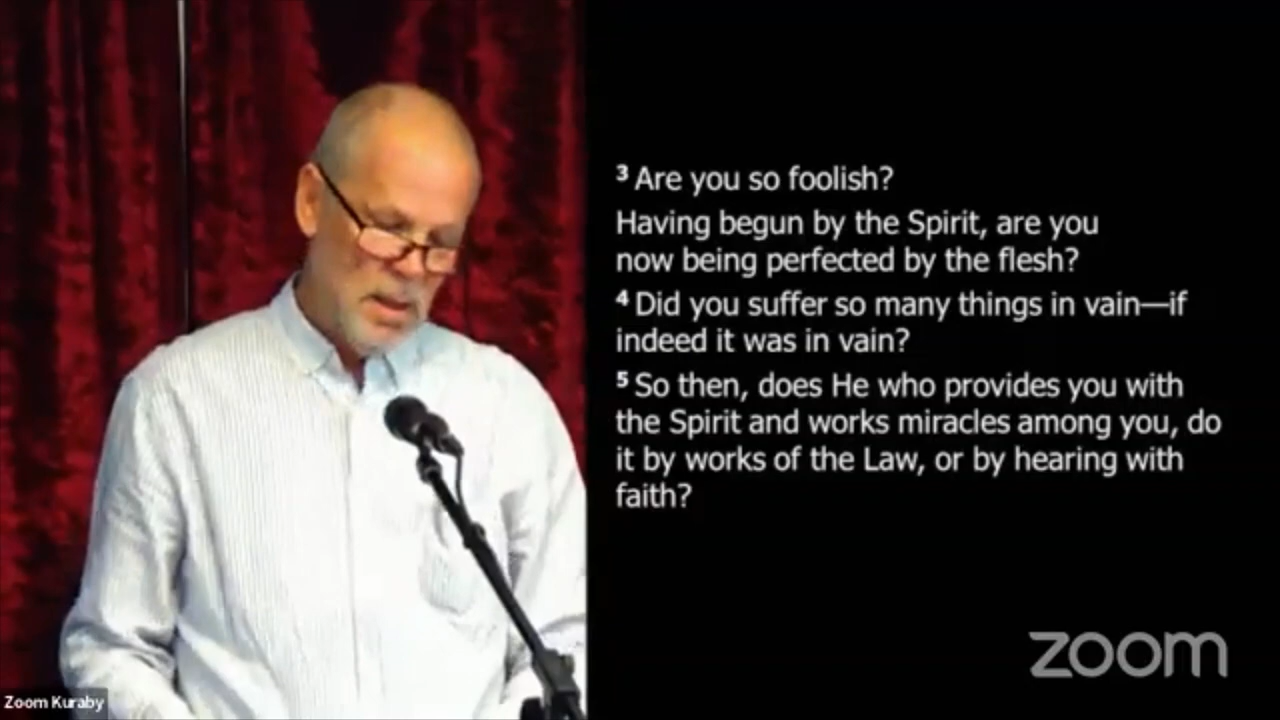 ³ Are you so foolish?
Having begun by the Spirit, are you
now being perfected by the flesh?
⁴ Did you suffer so many things in vain—if
indeed it was in vain?
⁵ So then, does He who provides you with
the Spirit and works miracles among you, do
it by works of the Law, or by hearing with
faith?
zoom
Zoom Kuraby